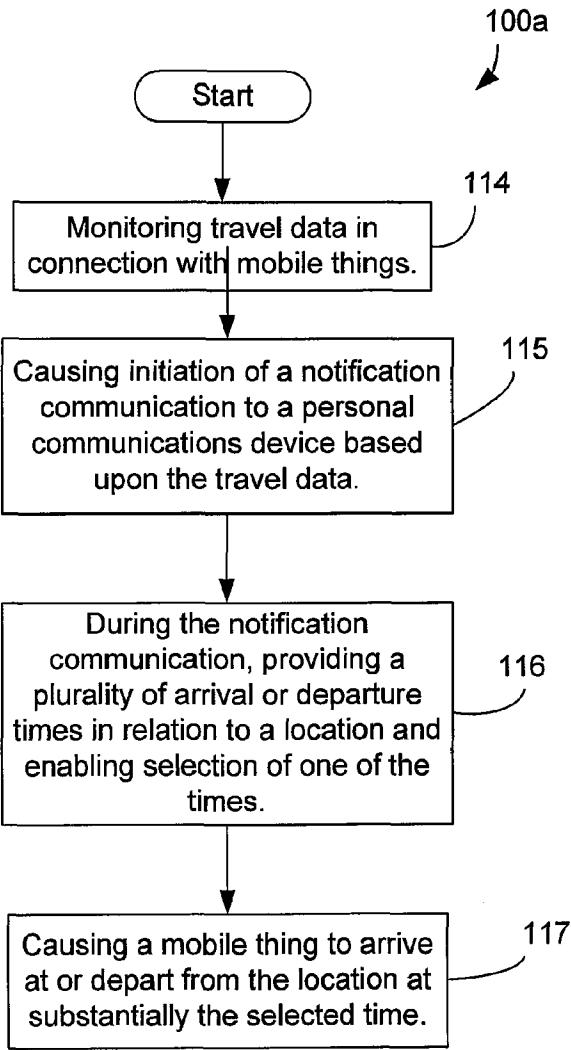 100a
Start
114
Monitoring travel data in
connection with mobile things.
115
Causing initiation of a notification
communication to a personal
communications device based
upon the travel data.
During the notification
communication, providing a
plurality of arrival or departure
times in relation to a location and
enabling selection of one of the
times.
116
Causing a mobile thing to arrive
at or depart from the location at
substantially the selected time.
117